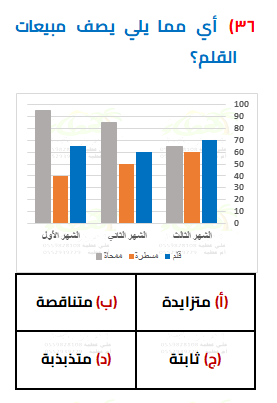 ٣٦) أي مما يلي يصف مبيعات
القلم؟
100
90
80
70
60
50
40
30
20
10
0
الشهر الثالث الشهر الثاني الشهر الأول
قلم مسطرة ممحاة
(أ) متزايدة (ب) متناقصة
(ج) ثابتة (د) متذبذبة